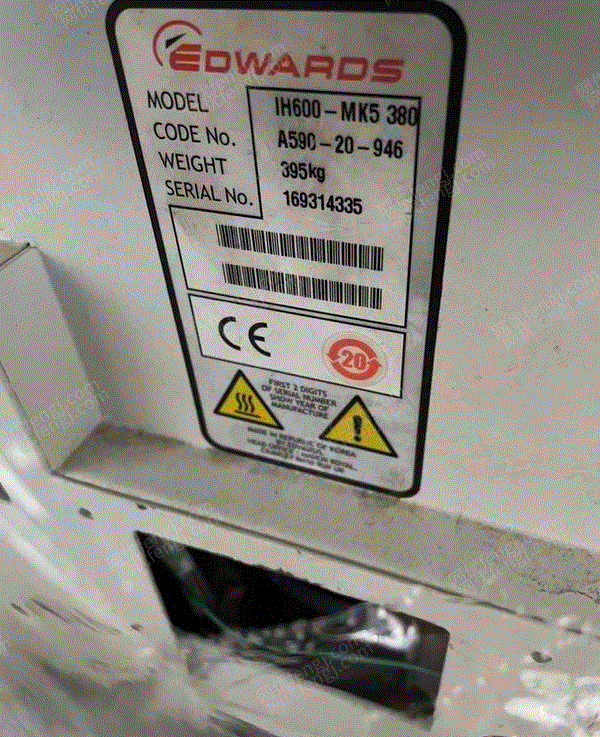 EDWARDS
MODEL IH600-MK5 380
CODE No. A590-20-946
WEIGHT 395kg
SERIAL No. 169314335
CE
20
FIRST 2 DIGITS
OF SERIAL NUMBER
SHOW YEAR OF
MANUFACTURE
MADE IN REPUBLIC OF KOREA